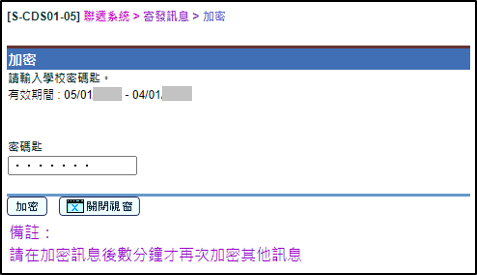 [S-CDS01-05] 聯遞系統 > 寄發訊息 > 加密
加密
請輸入學校密碼匙。
有效期間 : 05/01 - 04/01/
密碼匙
•••••••
加密 關閉視窗
備註：
請在加密訊息後數分鐘才再次加密其他訊息